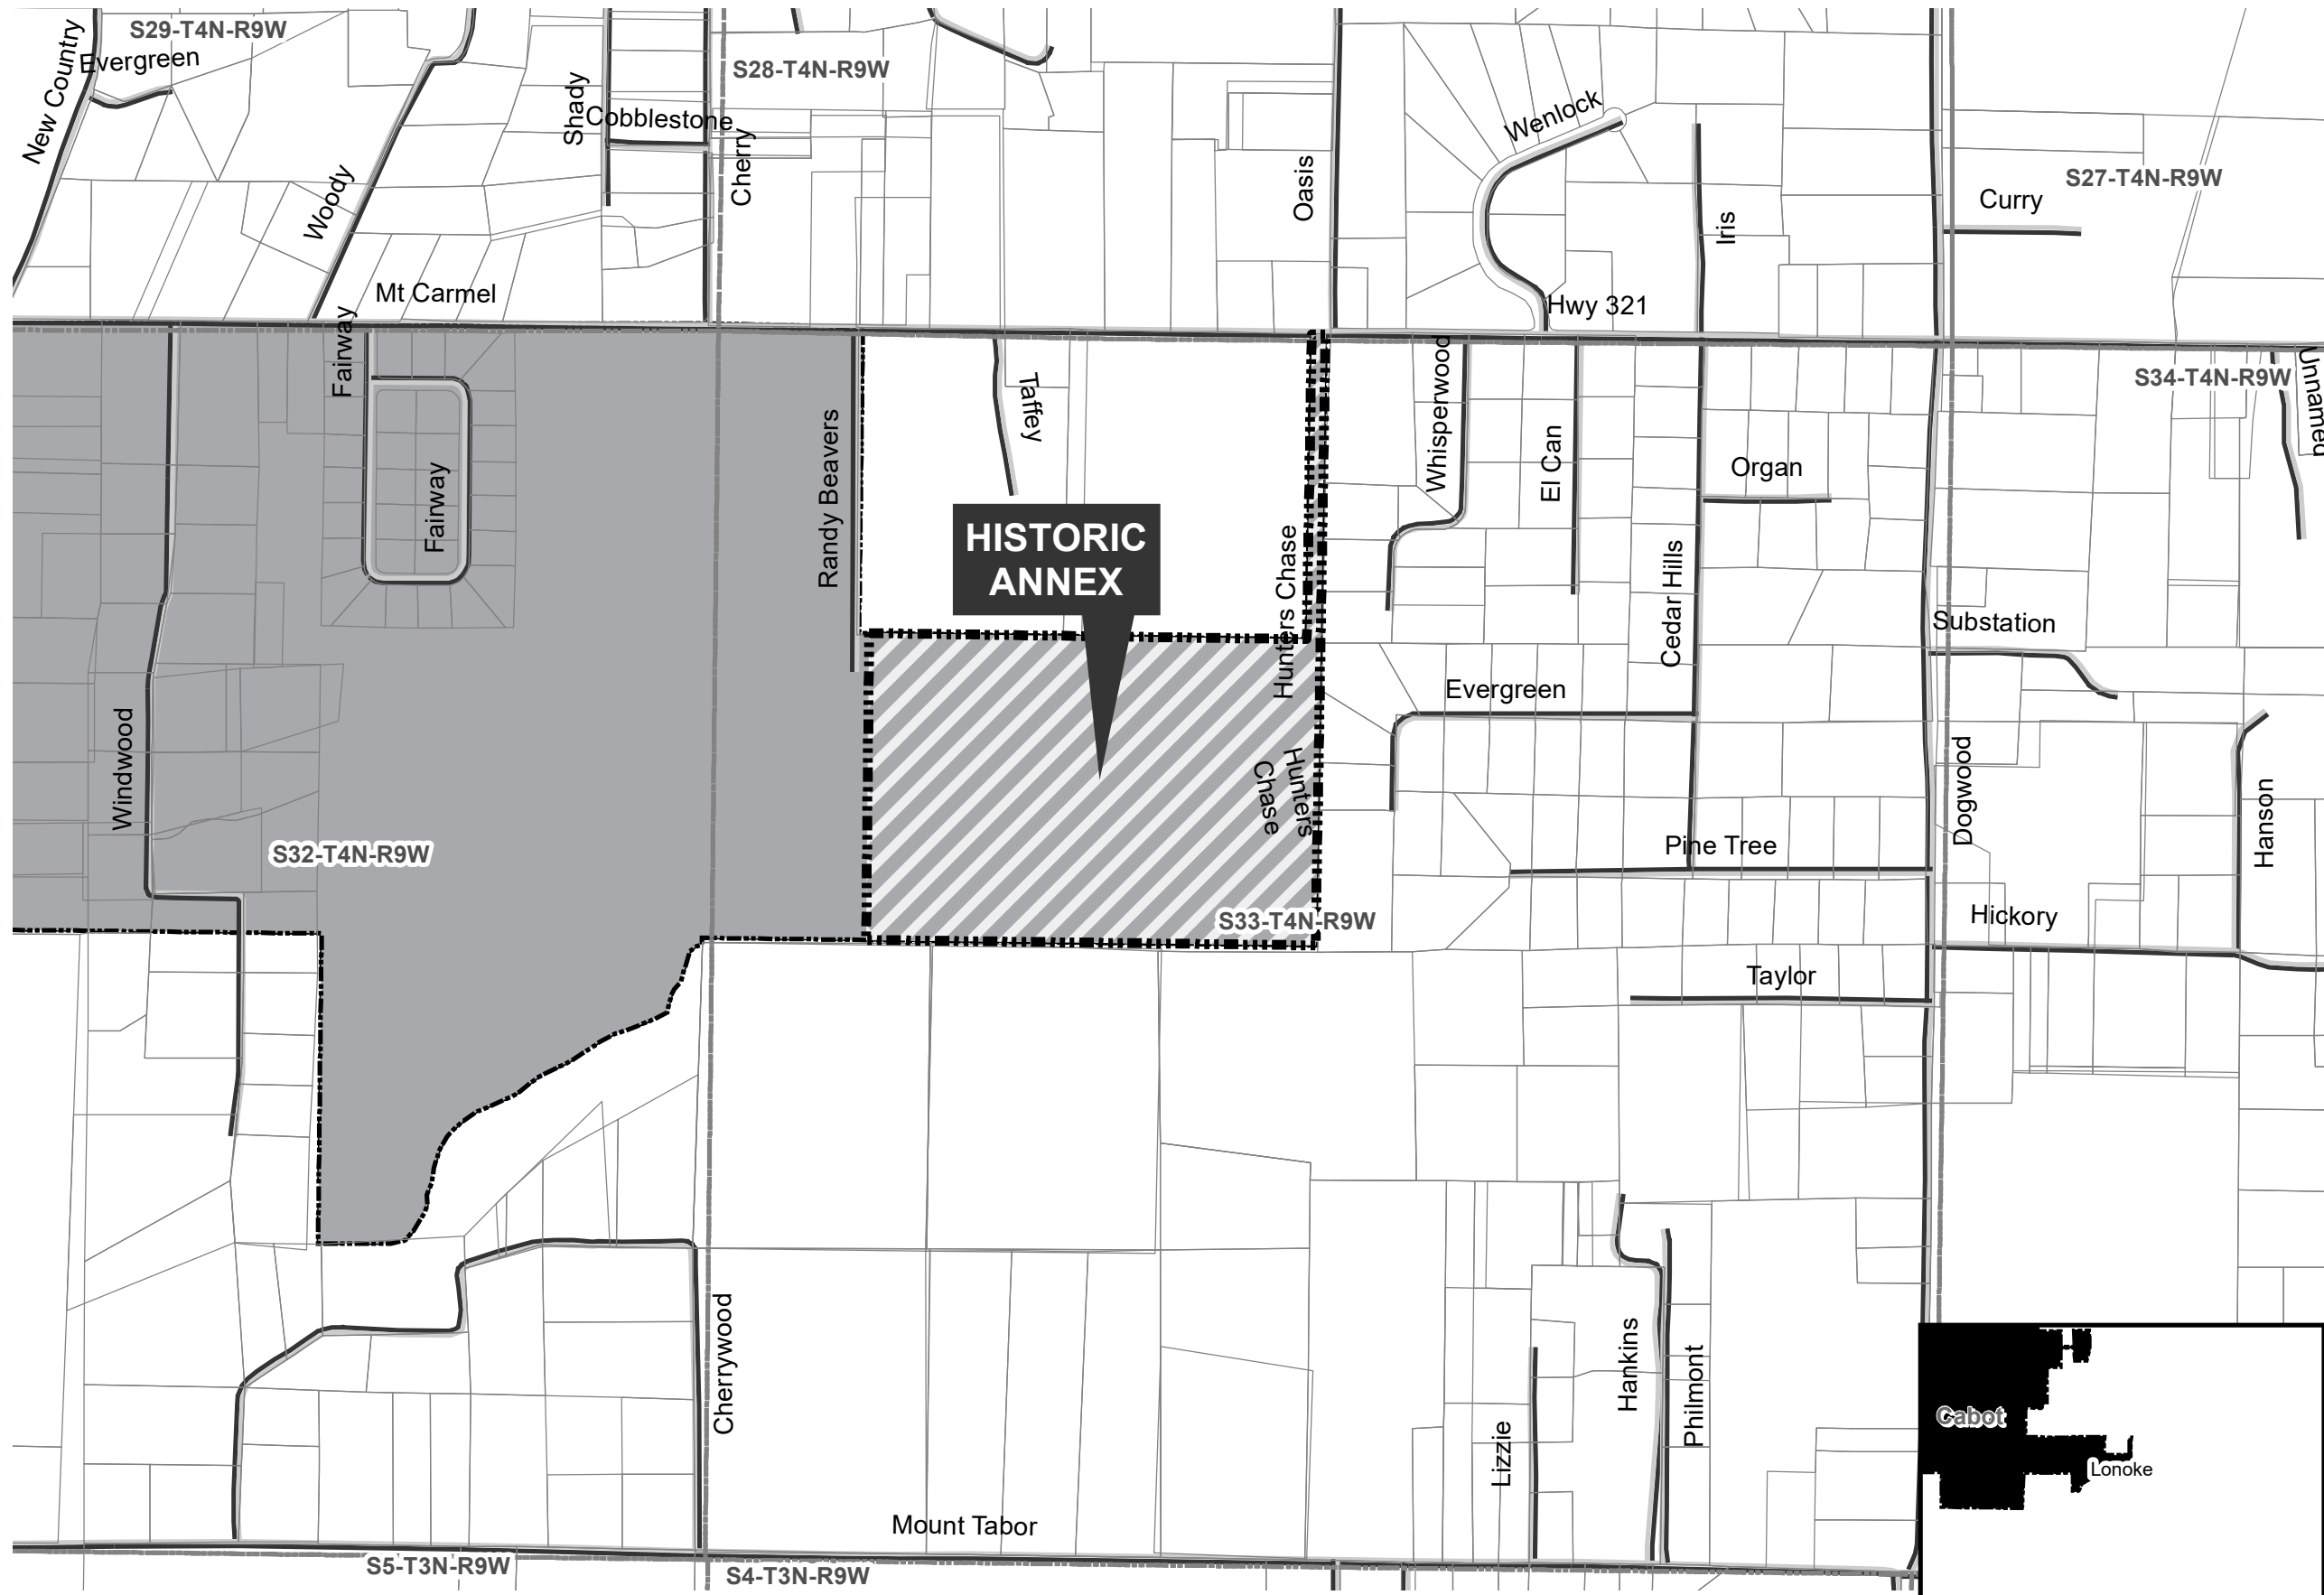 S29-T4N-R9W
New Country
Evergreen
S28-T4N-R9W
Shady
Cobblestone
Cherry
Woody
Oasis
Wenlock
Iris
S27-T4N-R9W
Curry
Mt Carmel
Hwy 321
Fairway
Fairway
Randy Beavers
Taffey
Whisperwood
El Can
Organ
S34-T4N-R9W
Unnamed
HISTORIC
ANNEX
Hunters Chase
Cedar Hills
Substation
Evergreen
Windwood
Hunters
Chase
Dogwood
Hanson
Pine Tree
S32-T4N-R9W
S33-T4N-R9W
Hickory
Taylor
Cherrywood
Hankins
Philmont
Lizzie
Cabot
Lonoke
Mount Tabor
S5-T3N-R9W
S4-T3N-R9W